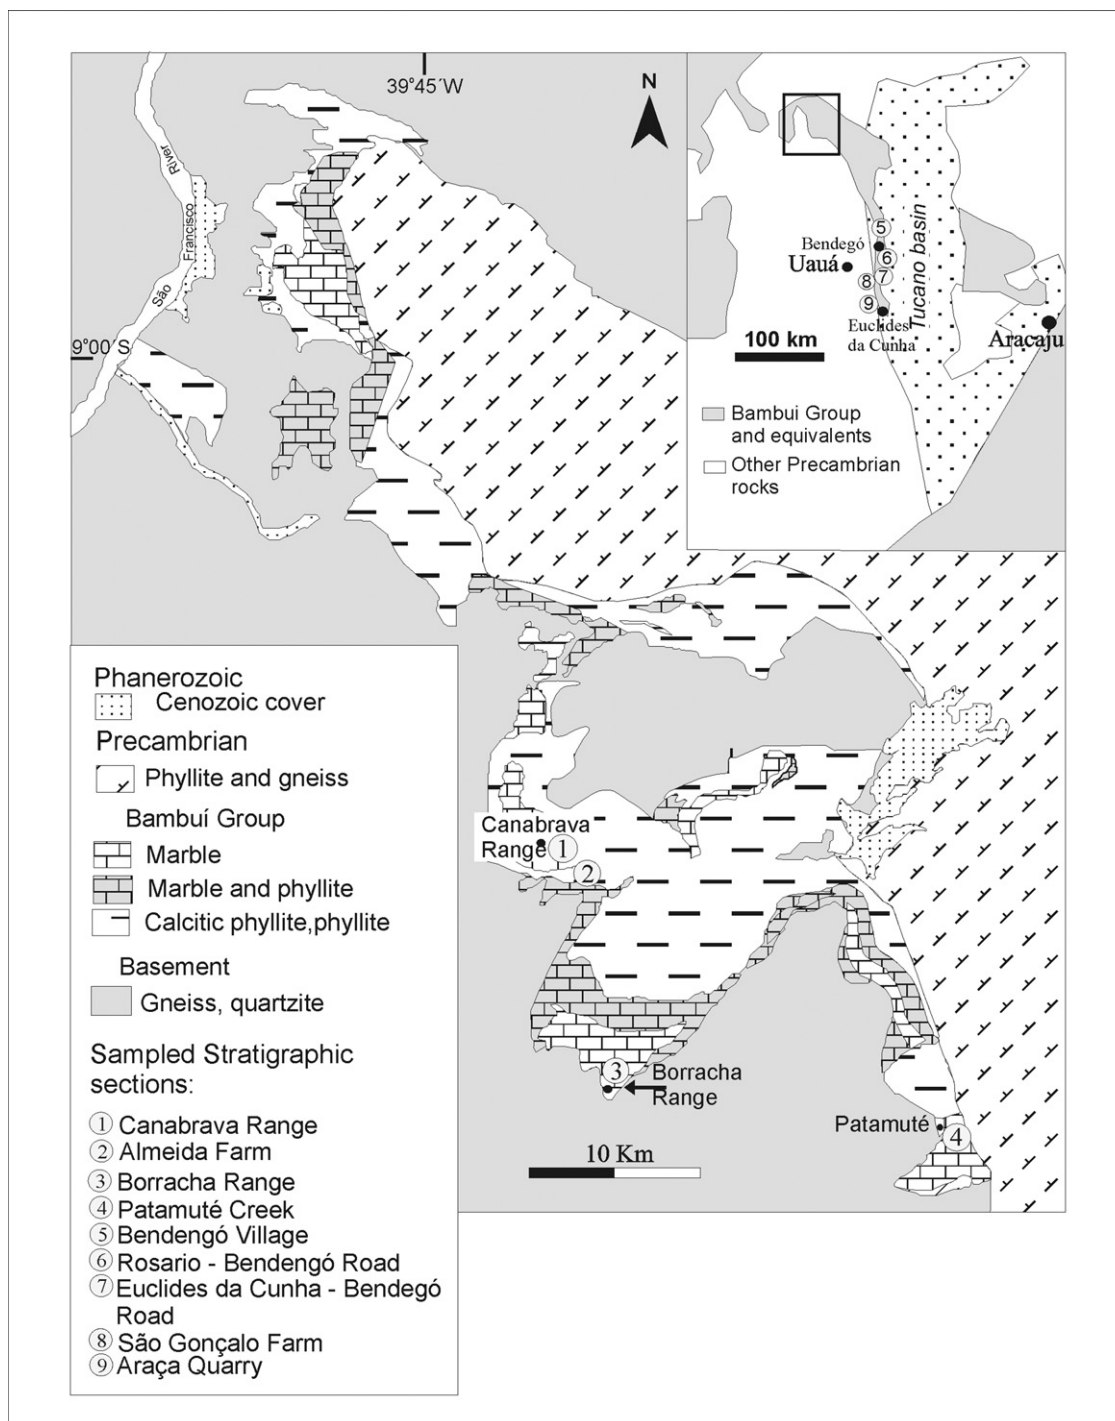 39°45´W
N
River
Francisco
São
9°00´S
5
Bendegó
6
Uauá
7
8
9
Euclides
da Cunha
Tucano basin
Aracaju
100 km
Bambui Group
and equivalents
Other Precambrian
rocks
Phanerozoic
Cenozoic cover
Precambrian
Phyllite and gneiss
Bambuí Group
Marble
Marble and phyllite
Calcitic phyllite,phyllite
Basement
Gneiss, quartzite
Sampled Stratigraphic
sections:
1 Canabrava Range
2 Almeida Farm
3 Borracha Range
4 Patamuté Creek
5 Bendengó Village
6 Rosario - Bendengó Road
7 Euclides da Cunha - Bendegó
Road
8 São Gonçalo Farm
9 Araça Quarry
Canabrava
Range 1
2
3
Borracha
Range
Patamuté
4
10 Km